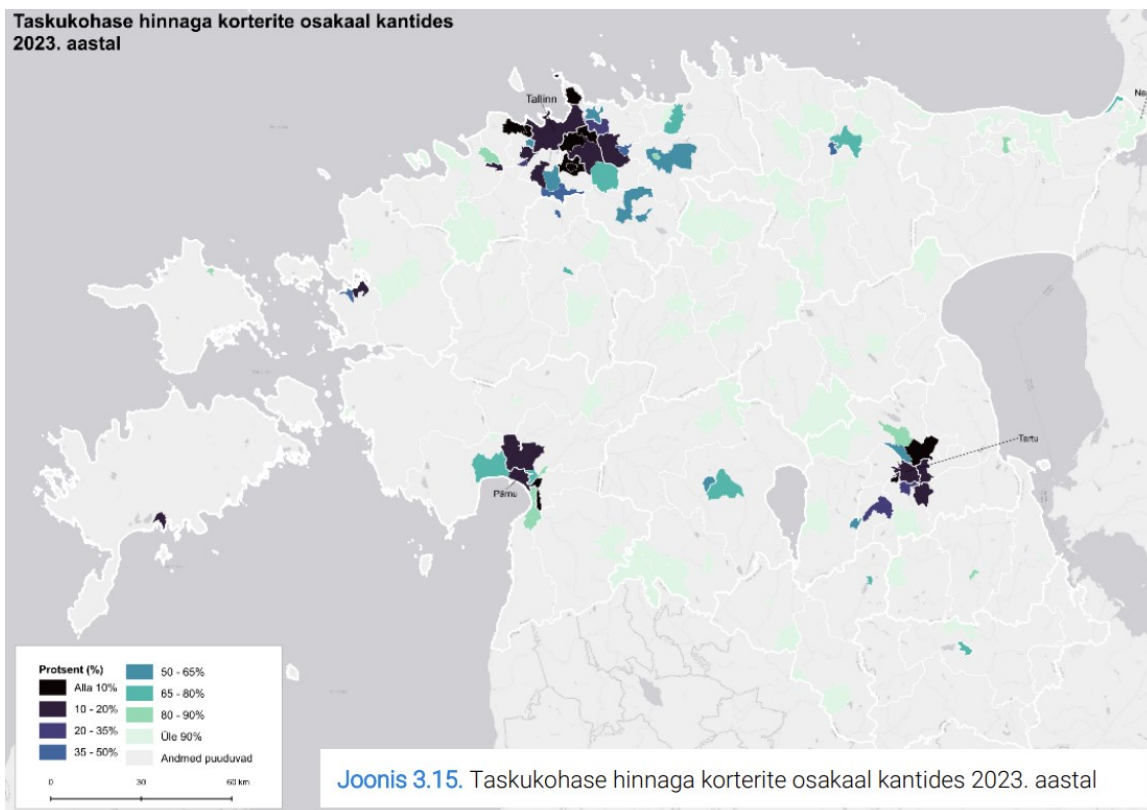 Taskukohase hinnaga korterite osakaal kantides
2023. aastal
Tallinn
Tartu
Pärnu
Protsent (%)
Alla 10%
10 - 20%
20 - 35%
35 - 50%
50 - 65%
65 - 80%
80 - 90%
Üle 90%
Andmed puuduvad
0 30 60 km
Joonis 3.15. Taskukohase hinnaga korterite osakaal kantides 2023. aastal